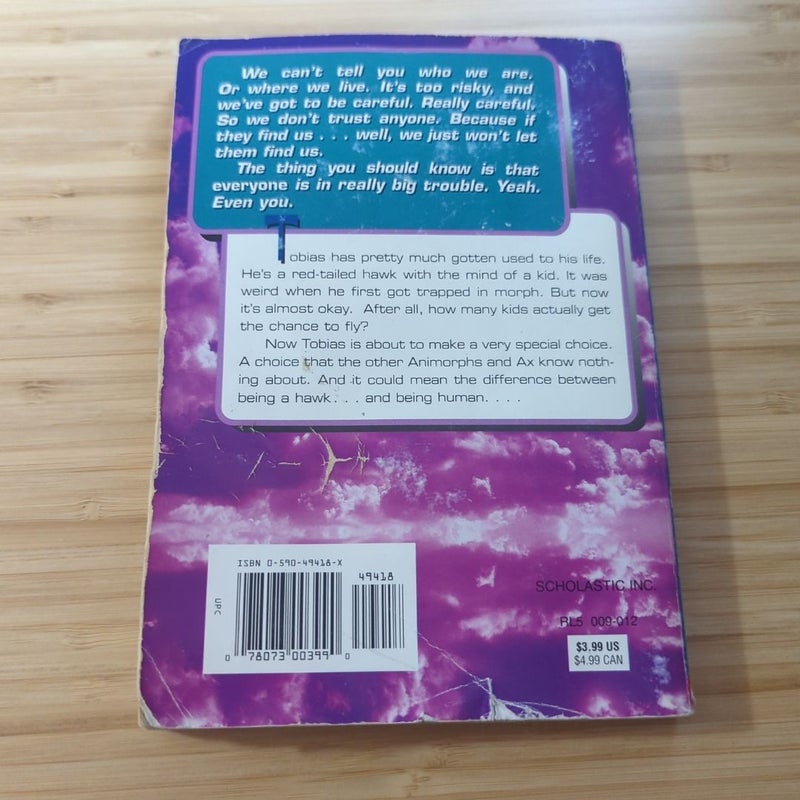 We can't tell you who we are.
Or where we live. It's too risky, and
we've got to be careful. Really careful.
So we don't trust anyone. Because if
they find us . . . well, we just won't let
them find us.
The thing you should know is that
everyone is in really big trouble. Yeah.
Even you.
Tobias has pretty much gotten used to his life.
He's a red-tailed hawk with the mind of a kid. It was
weird when he first got trapped in morph. But now
it's almost okay. After all, how many kids actually get
the chance to fly?
Now Tobias is about to make a very special choice.
A choice that the other Animorphs and Ax know noth-
ing about. And it could mean the difference between
being a hawk. . . and being human. . . .
ISBN 0-590-49418-X
49418
UPC
0 78073 00399 0
SCHOLASTIC INC.
RL5 009-012
$3.99 US
$4.99 CAN